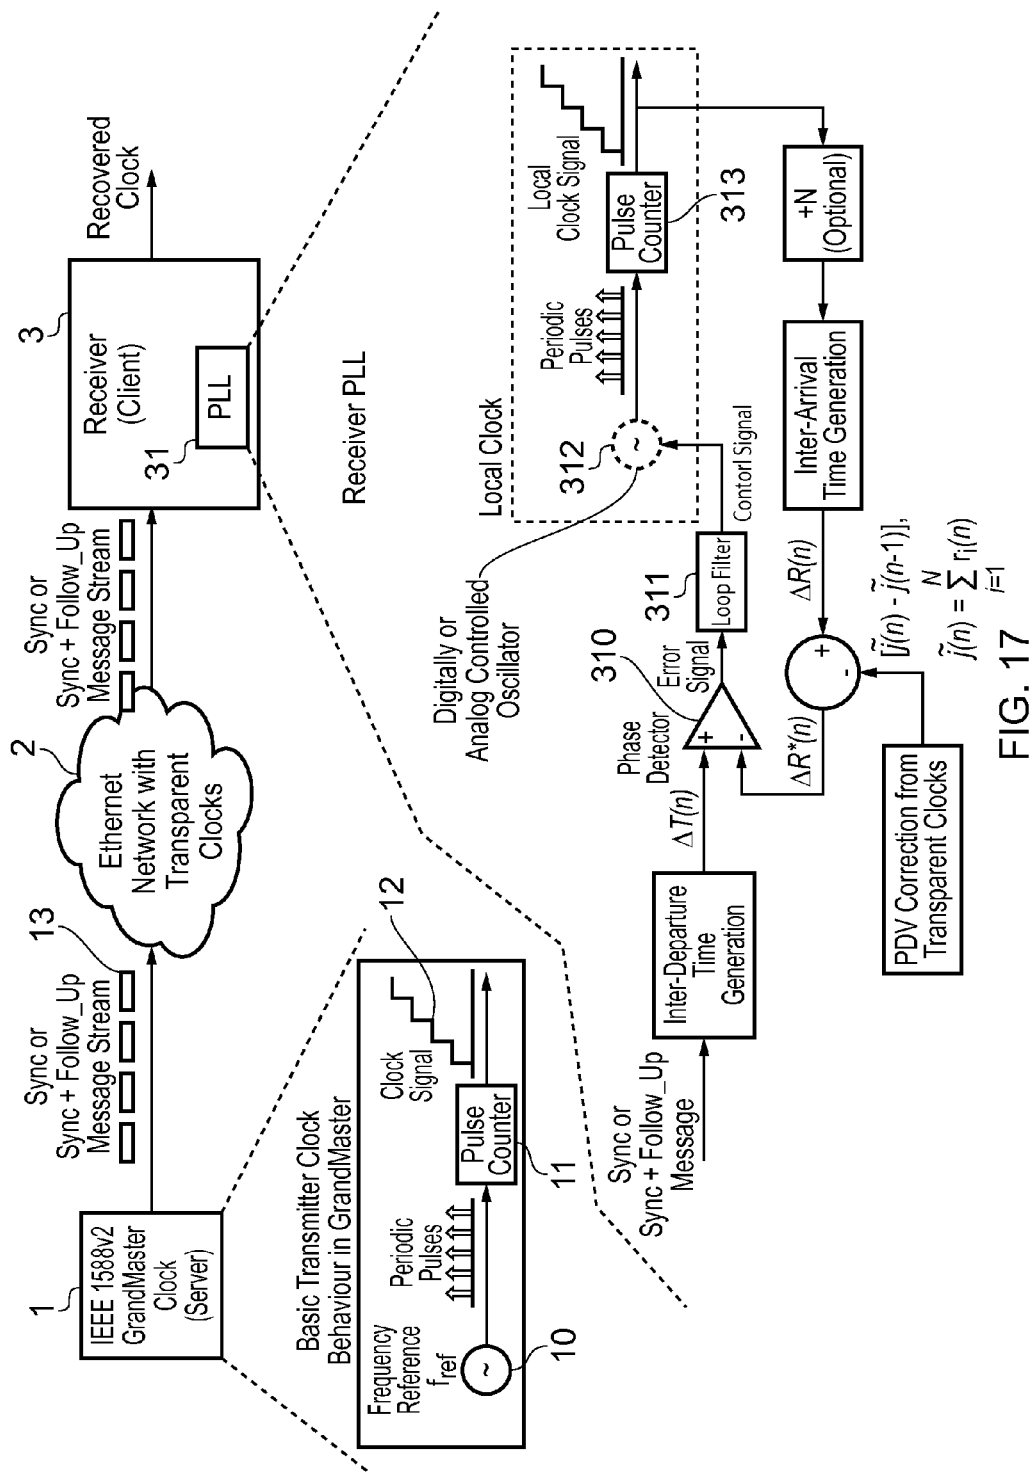 1
IEEE 1588v2
GrandMaster
Clock
(Server)
Sync or
Sync + Follow_Up
Message Stream
13
2
Ethernet
Network with
Transparent
Clocks
Sync or
Sync + Follow_Up
Message Stream
3
Receiver
(Client)
31
PLL
Recovered
Clock
Basic Transmitter Clock
Behaviour in GrandMaster
Frequency
Reference
fref
~
10
Periodic
Pulses
Pulse
Counter
11
Clock
Signal
12
Receiver PLL
Digitally or
Analog Controlled
Oscillator
Local Clock
312
~
Periodic
Pulses
Pulse
Counter
313
Local
Clock Signal
Sync or
Sync + Follow_Up
Message
Inter-Departure
Time
Generation
ΔT(n)
Phase
Detector
310
+
-
Error
Signal
311
Loop Filter
Contorl Signal
ΔR*(n)
+
-
ΔR(n)
Inter-Arrival
Time Generation
+N
(Optional)
PDV Correction from
Transparent Clocks
[j̃(n) - j̃(n-1)],
j̃(n) = N Σ i=1 ri(n)
FIG. 17